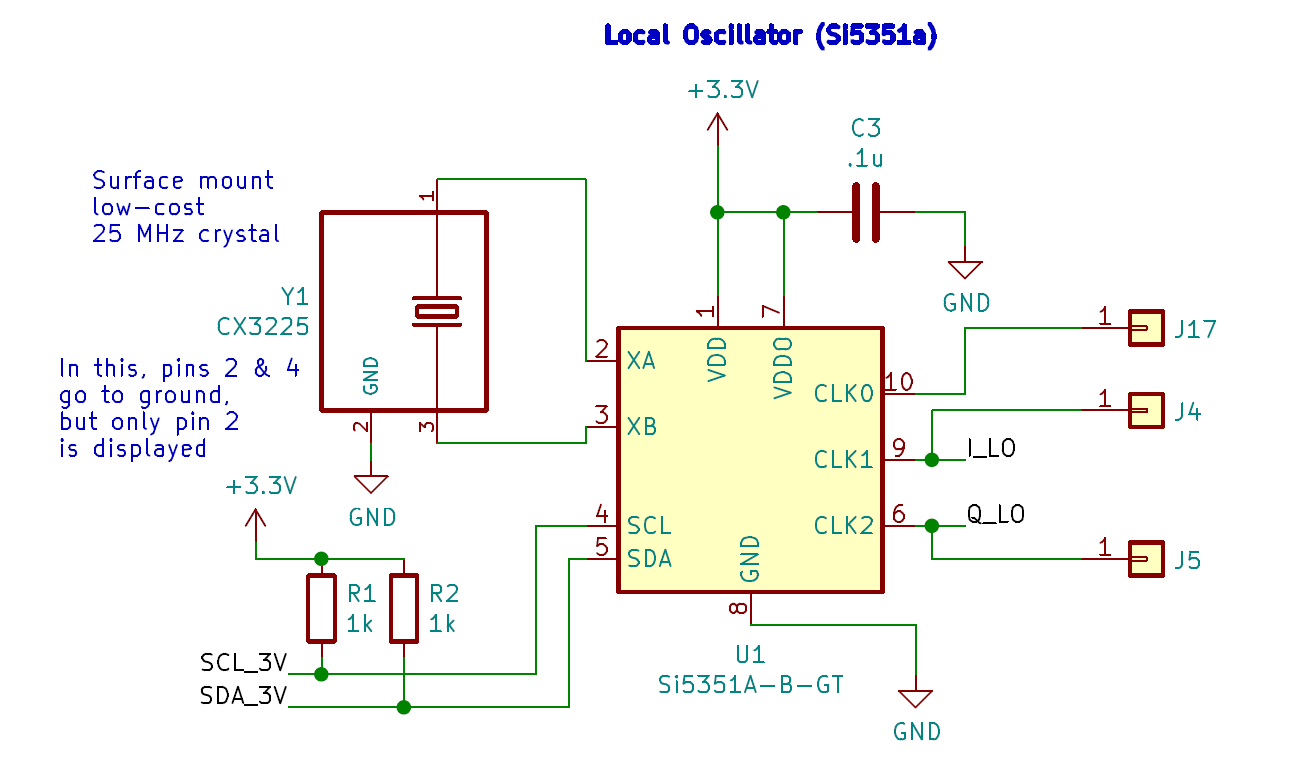 Local Oscillator (Si5351a)
+3.3V
C3
.1u
GND
Surface mount
low-cost
25 MHz crystal
1
Y1
CX3225
GND
2
3
GND
In this, pins 2 & 4
go to ground,
but only pin 2
is displayed
1
7
2
XA
3
XB
4
SCL
5
SDA
VDD
VDDO
CLK0
10
CLK1
9
CLK2
6
GND
8
U1
Si5351A-B-GT
GND
1
J17
1
J4
I_LO
Q_LO
1
J5
+3.3V
R1
1k
R2
1k
SCL_3V
SDA_3V